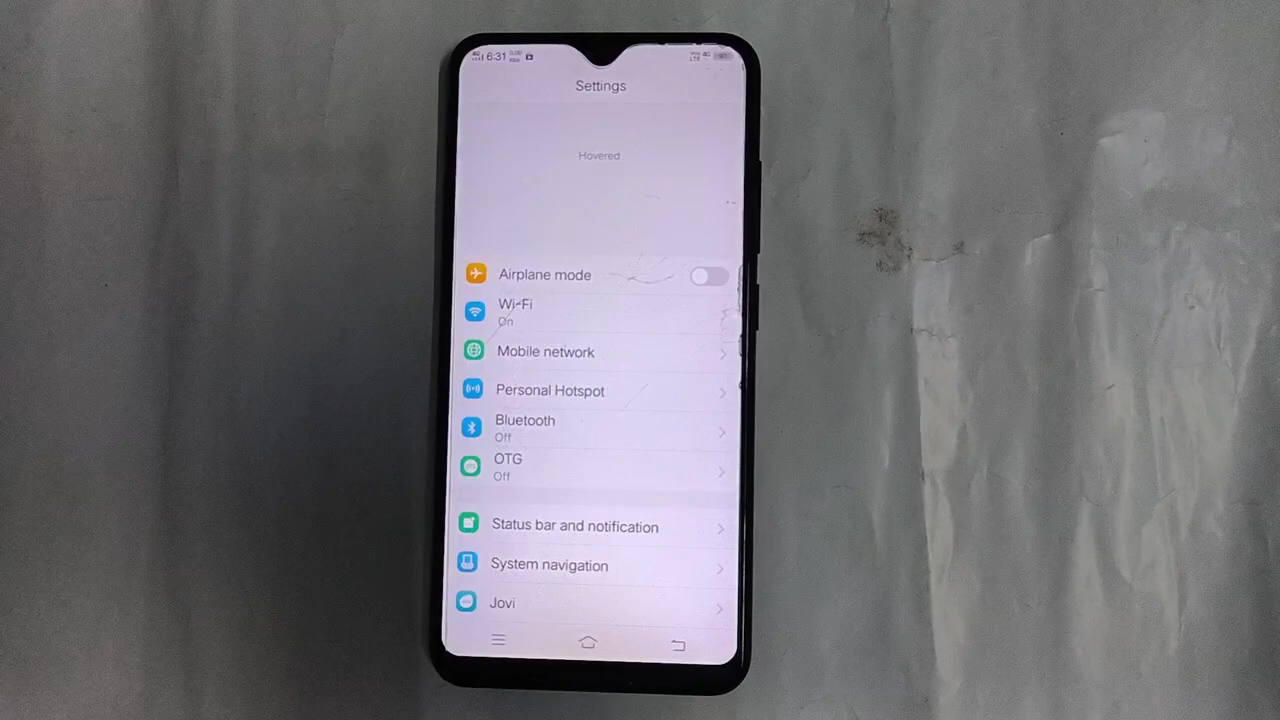 6:31
Settings
Hovered
Airplane mode
Wi-Fi
On
Mobile network
Personal Hotspot
Bluetooth
Off
OTG
Off
Status bar and notification
System navigation
Jovi